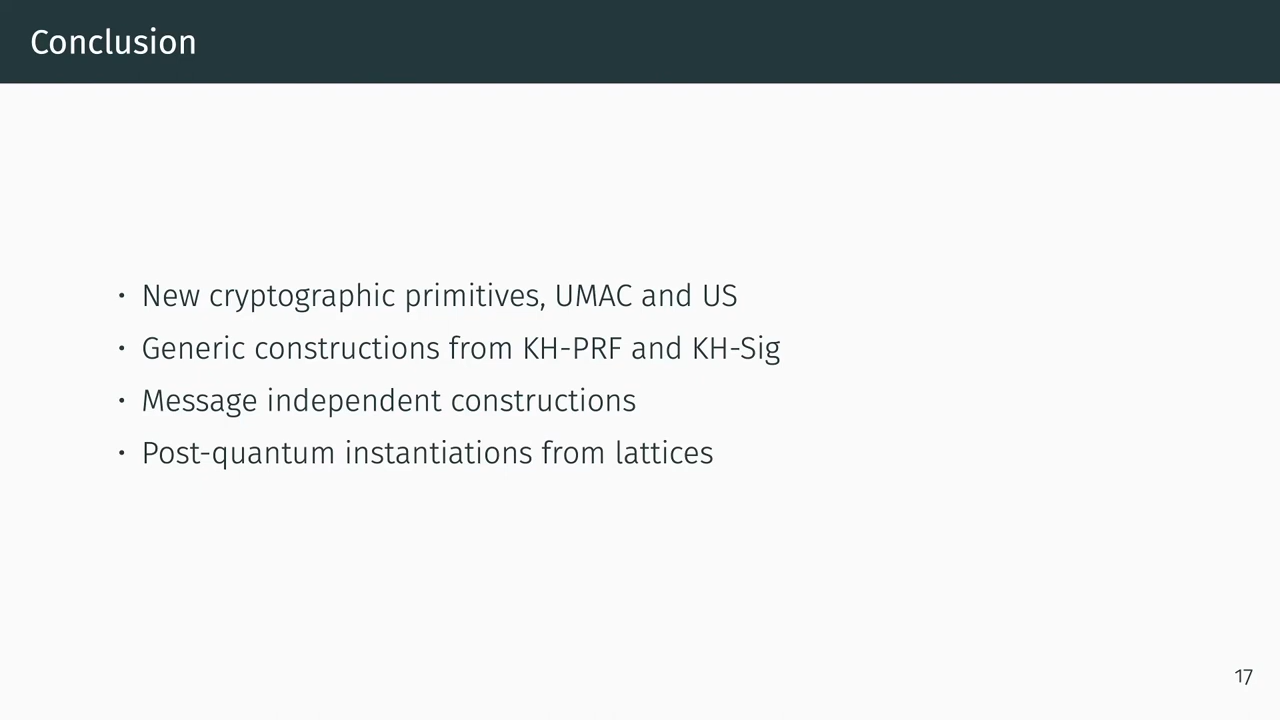 Conclusion
• New cryptographic primitives, UMAC and US
• Generic constructions from KH-PRF and KH-Sig
• Message independent constructions
• Post-quantum instantiations from lattices
17